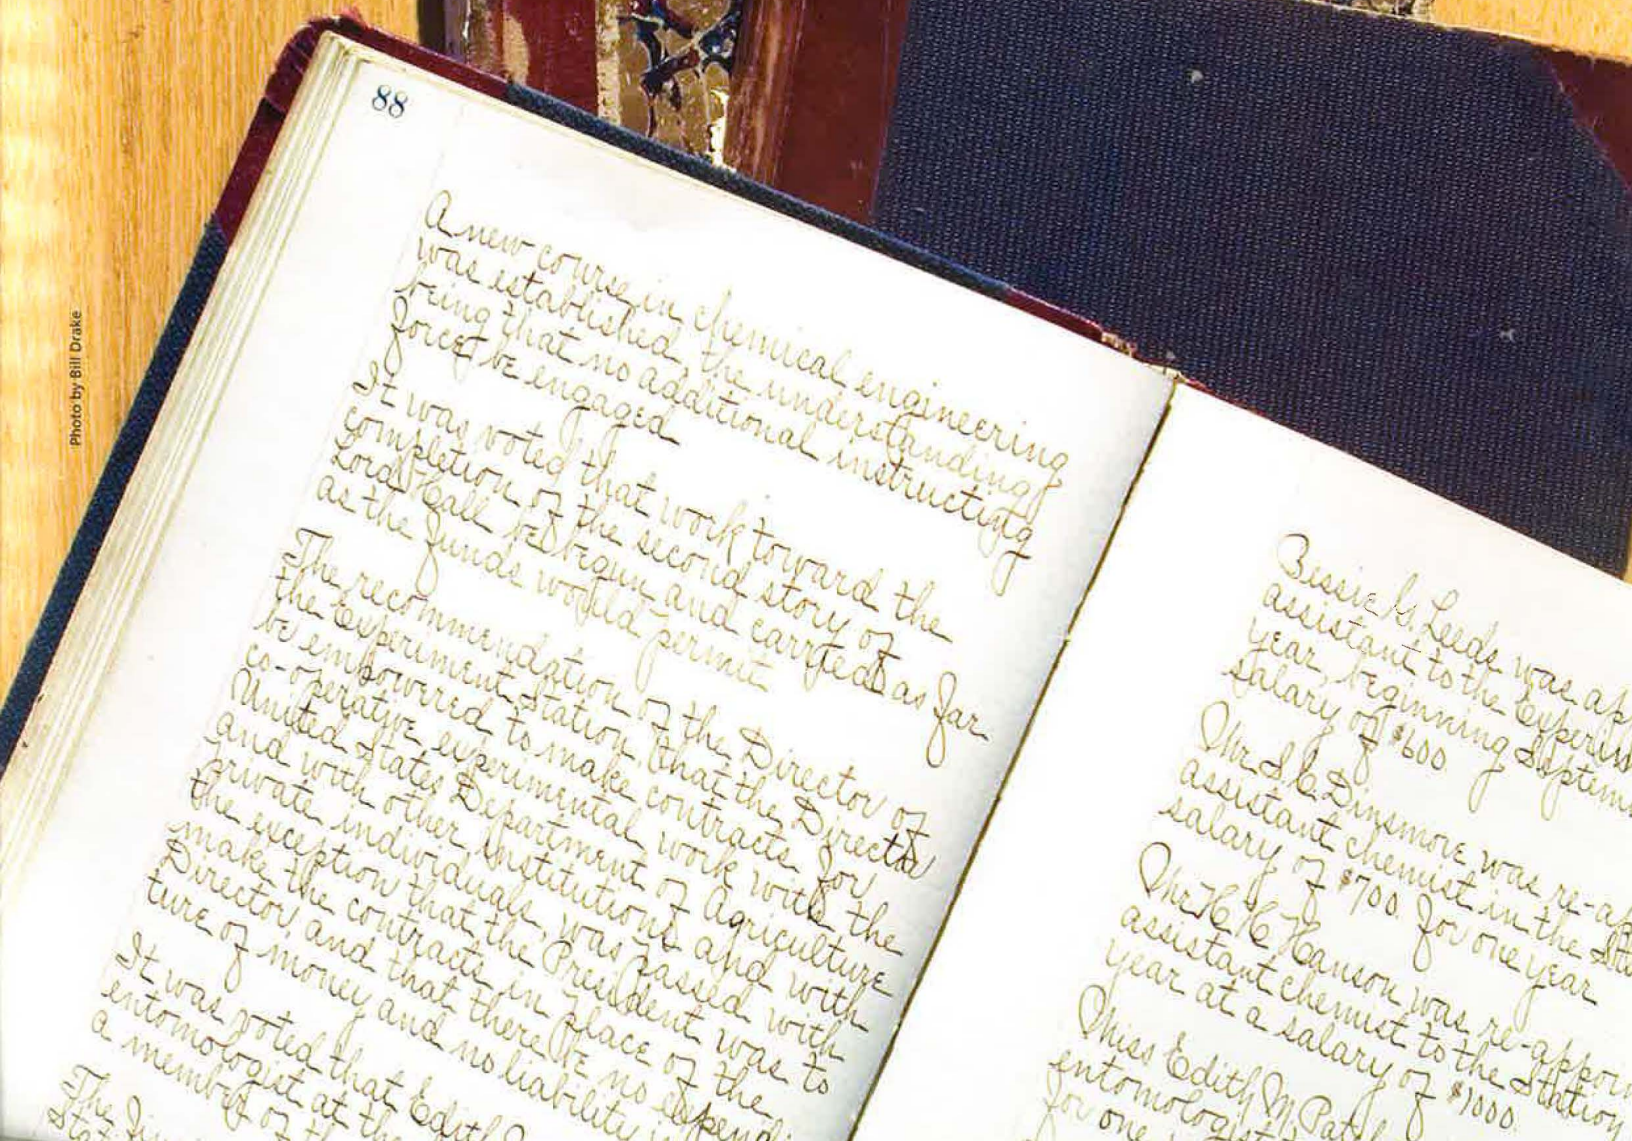 88
A new course in chemical engineering
was established, the understanding
being that no additional instructing
force be engaged
It was voted that work toward the
completion of the second story of
Lord Hall be begun and carried as far
as the funds would permit
The recommendation of the Director of
the Experiment Station, that the Director
be empowered to make contracts for
co-operative experimental work with the
United States Department of Agriculture
and with other institutions and with
private individuals, was passed with
the exception that the President was to
make the contracts in place of the
Director, and that there be no expendi-
ture of money and no liability
It was voted that Edith
entomologist at the
a member of
The
Bessie G. Leeds was
assistant to the
year, beginning
salary of $600.
Mr. S. C. Dinsmore was re-
assistant chemist in the
salary of $700. for one year
Mr. H. H. Hanson was re-
assistant chemist to the Station
year at a salary of $1000.
Miss Edith M.
entomologist
for one
Photo by Bill Drake